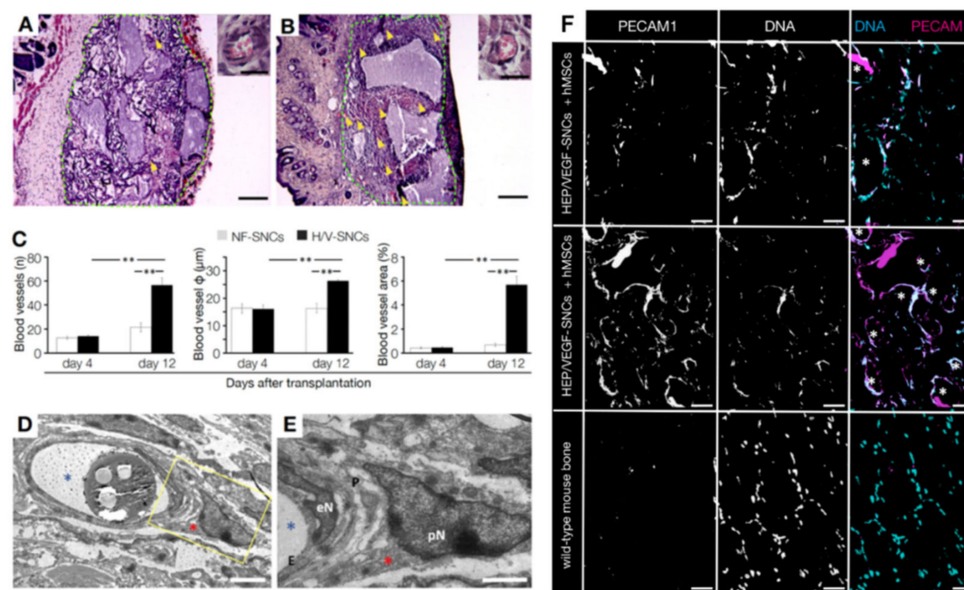 A
B
C
NF-SNCs H/V-SNCs
Blood vessels (n)
80
60
40
20
0
day 4 day 12
Blood vessel ϕ (μm)
40
30
20
10
0
day 4 day 12
Blood vessel area (%)
8
6
4
2
0
day 4 day 12
** ** **
** ** **
Days after transplantation
D
*
*
E
P
eN
*
pN
E
*
F
PECAM1 DNA DNA PECAM
HEP/VEGF-SNCs + hMSCs
*
*
HEP/VEGF-SNCs + hMSCs
*
*
* *
*
*
* *
wild-type mouse bone